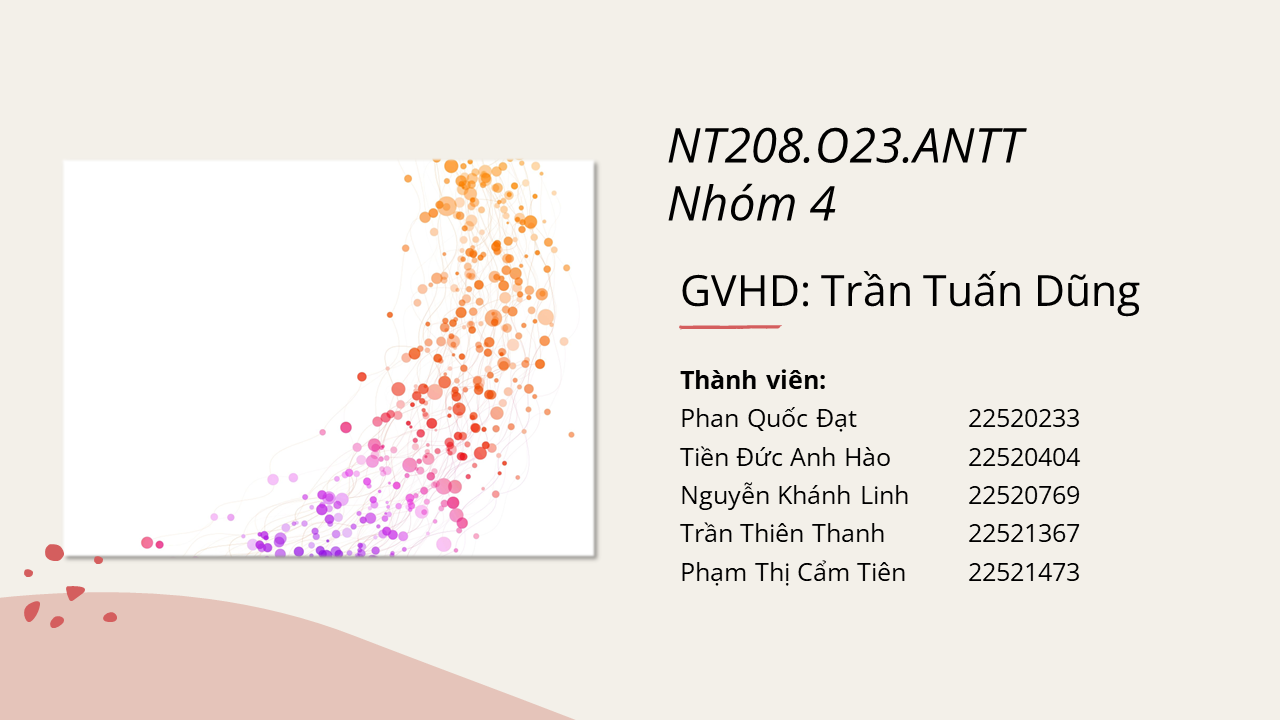 NT208.O23.ANTT
Nhóm 4
GVHD: Trần Tuấn Dũng
Thành viên:
Phan Quốc Đạt 22520233
Tiền Đức Anh Hào 22520404
Nguyễn Khánh Linh 22520769
Trần Thiên Thanh 22521367
Phạm Thị Cẩm Tiên 22521473